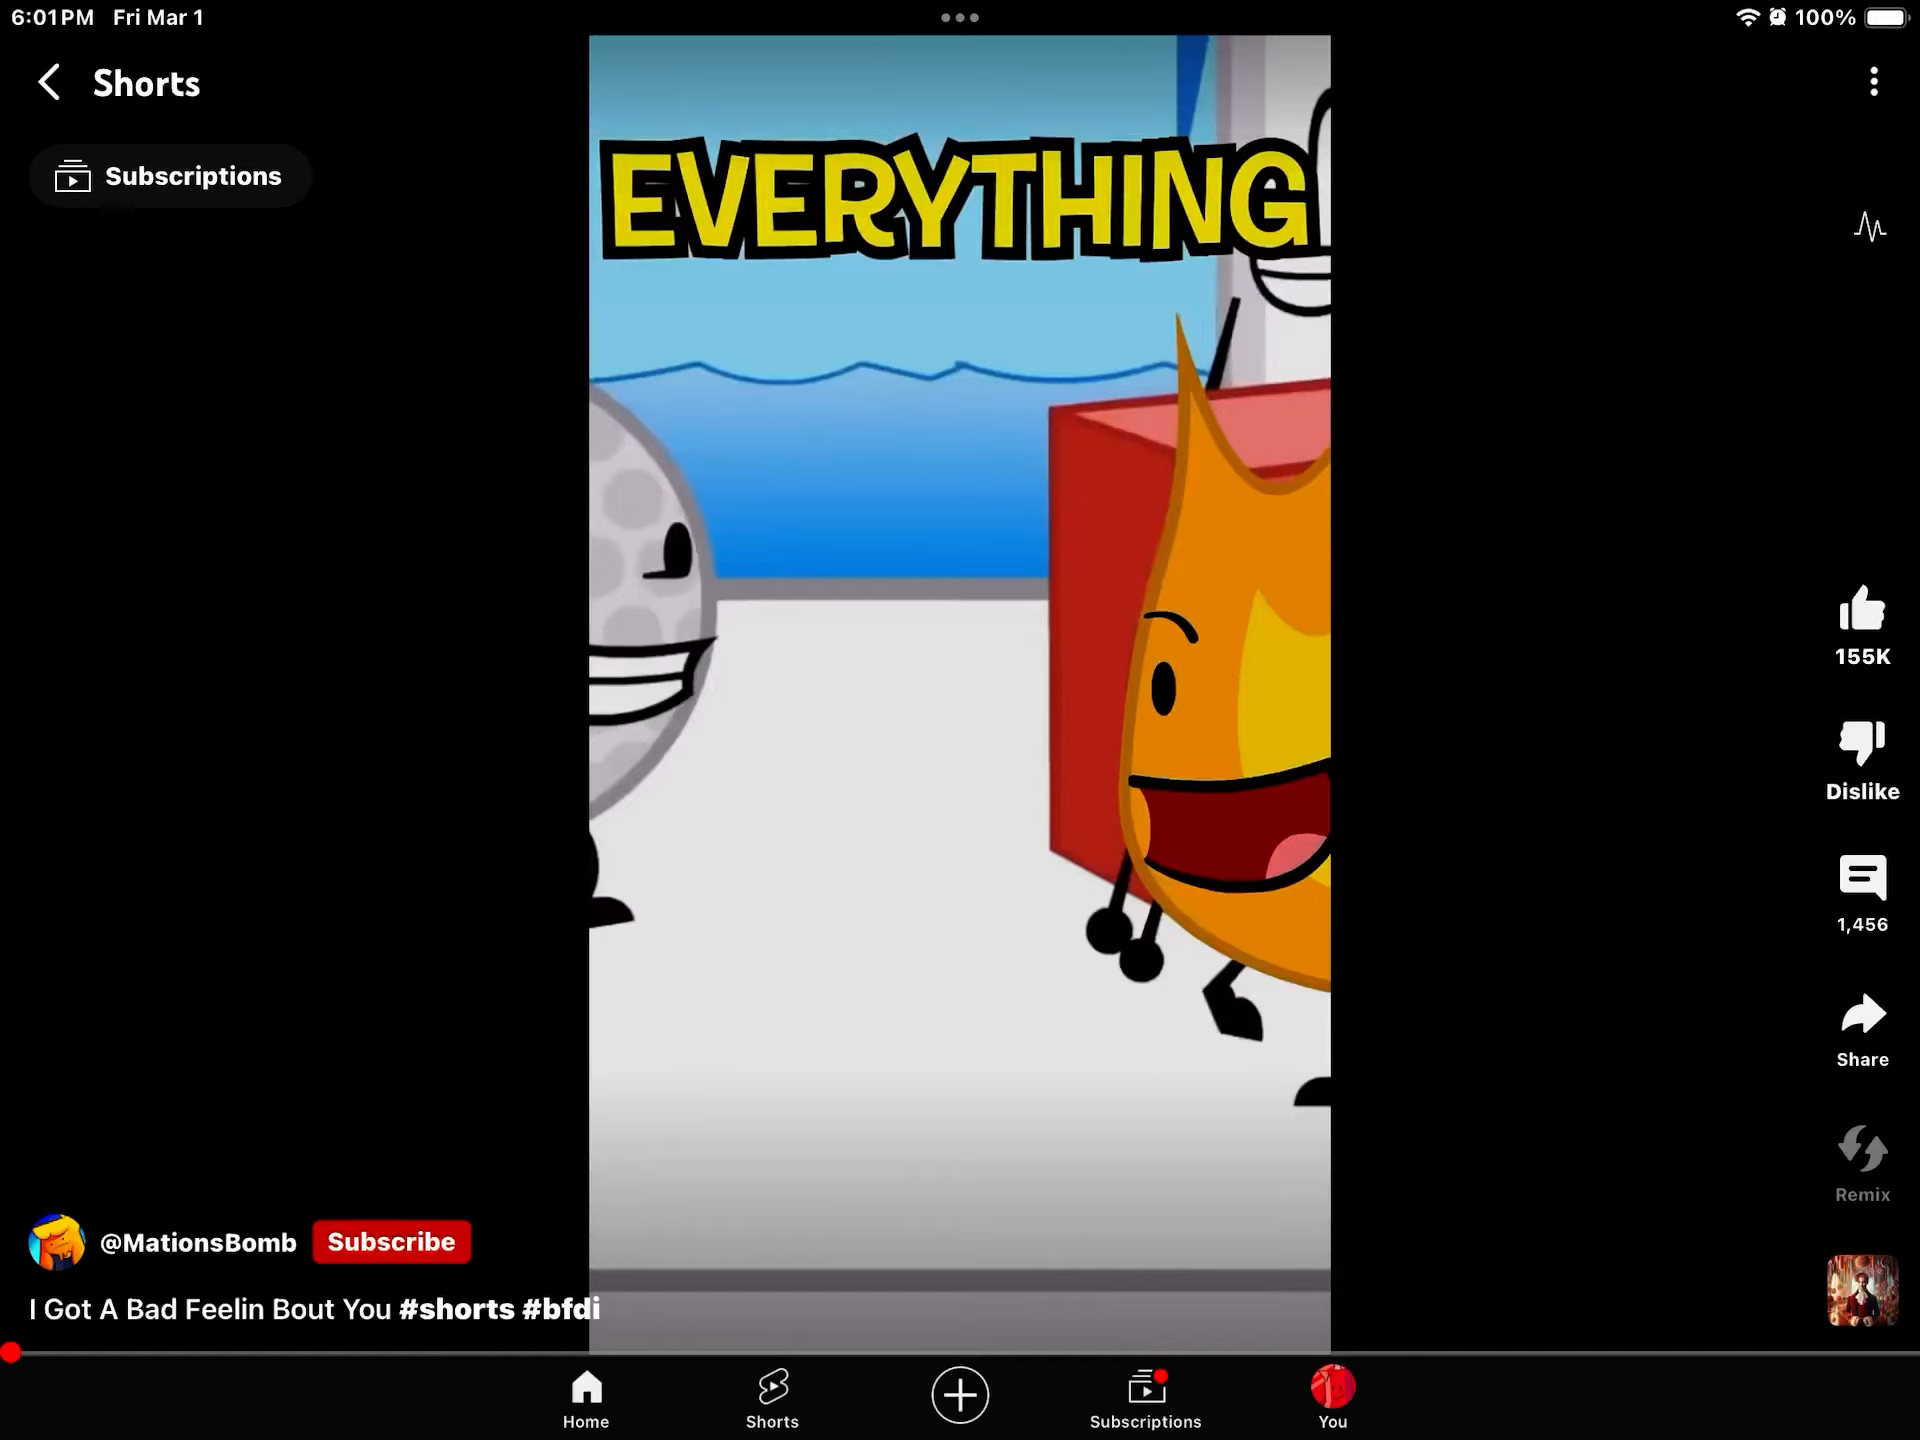 6:01PM Fri Mar 1
100%
Shorts
Subscriptions
EVERYTHING
155K
Dislike
1,456
Share
Remix
@MationsBomb Subscribe
I Got A Bad Feelin Bout You #shorts #bfdi
Home Shorts Subscriptions You